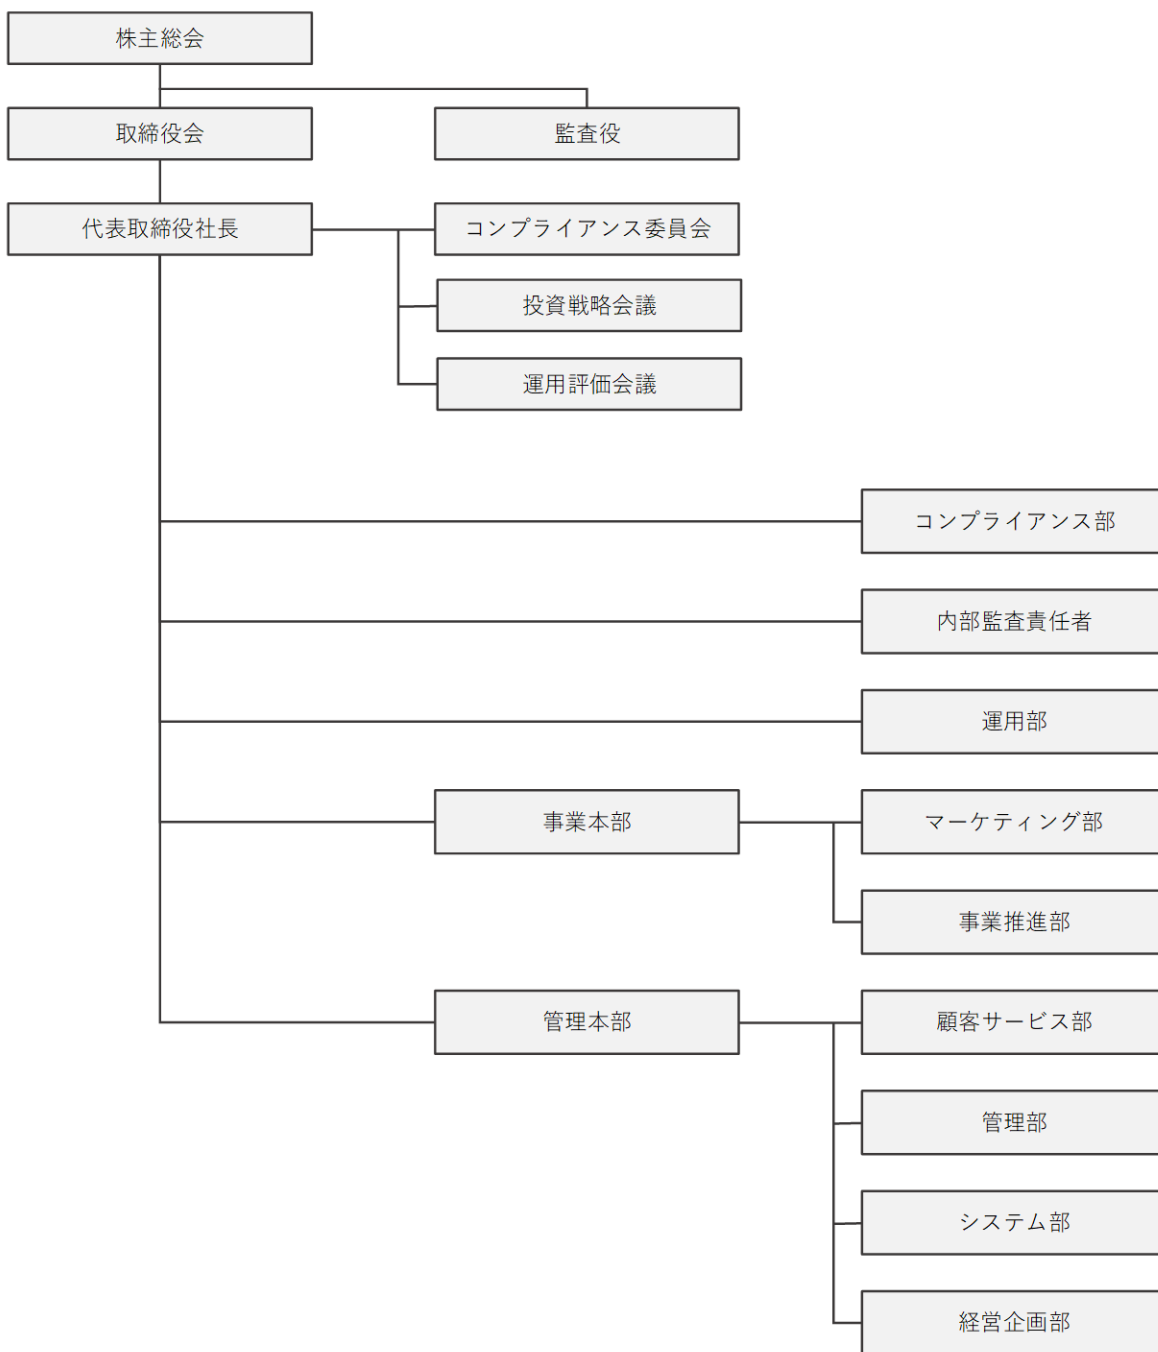 株主総会
取締役会
監査役
代表取締役社長
コンプライアンス委員会
投資戦略会議
運用評価会議
コンプライアンス部
内部監査責任者
運用部
事業本部
マーケティング部
事業推進部
管理本部
顧客サービス部
管理部
システム部
経営企画部